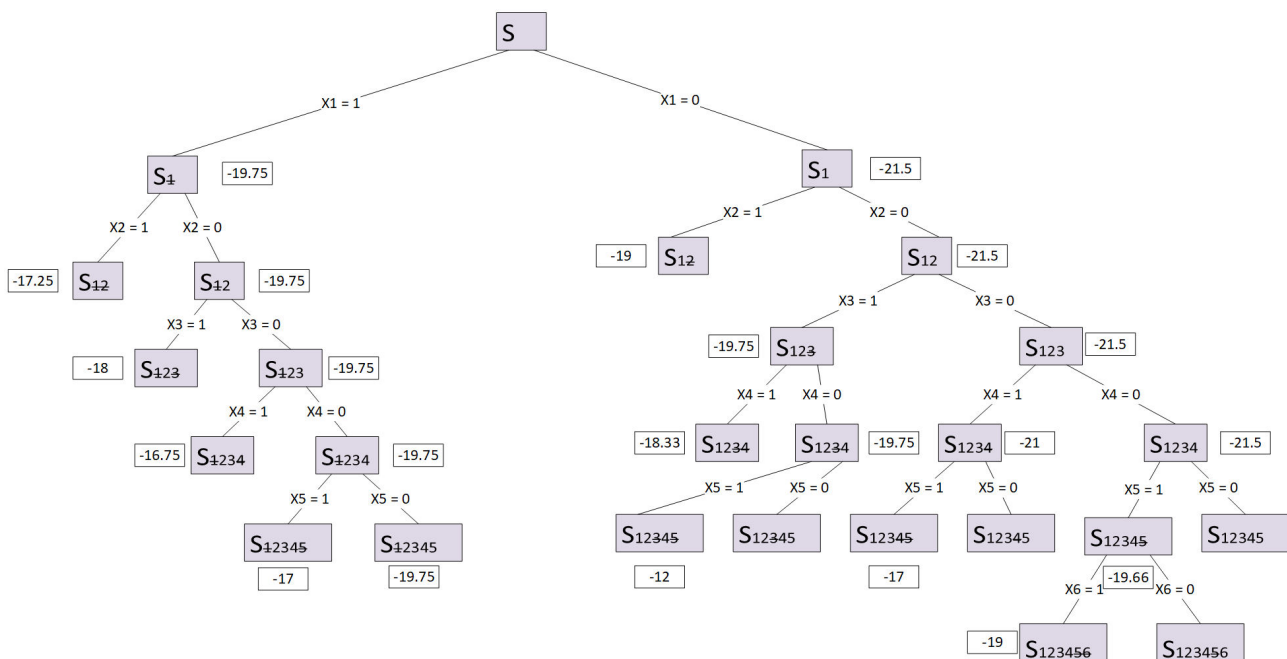 S
X1 = 1 X1 = 0
S1 -19.75 S1 -21.5
X2 = 1 X2 = 0 X2 = 1 X2 = 0
-17.25 S12 S12 -19.75 -19 S12 S12 -21.5
X3 = 1 X3 = 0 X3 = 1 X3 = 0
-18 S123 S123 -19.75 -19.75 S123 S123 -21.5
X4 = 1 X4 = 0 X4 = 1 X4 = 0 X4 = 1 X4 = 0
-16.75 S1234 S1234 -19.75 -18.33 S1234 S1234 -19.75 S1234 -21 S1234 -21.5
X5 = 1 X5 = 0 X5 = 1 X5 = 0 X5 = 1 X5 = 0 X5 = 1 X5 = 0
S12345 S12345 S12345 S12345 S12345 S12345 S12345 S12345
-17 -19.75 -12 -17 -19.66
X6 = 1 X6 = 0
-19 S123456 S123456